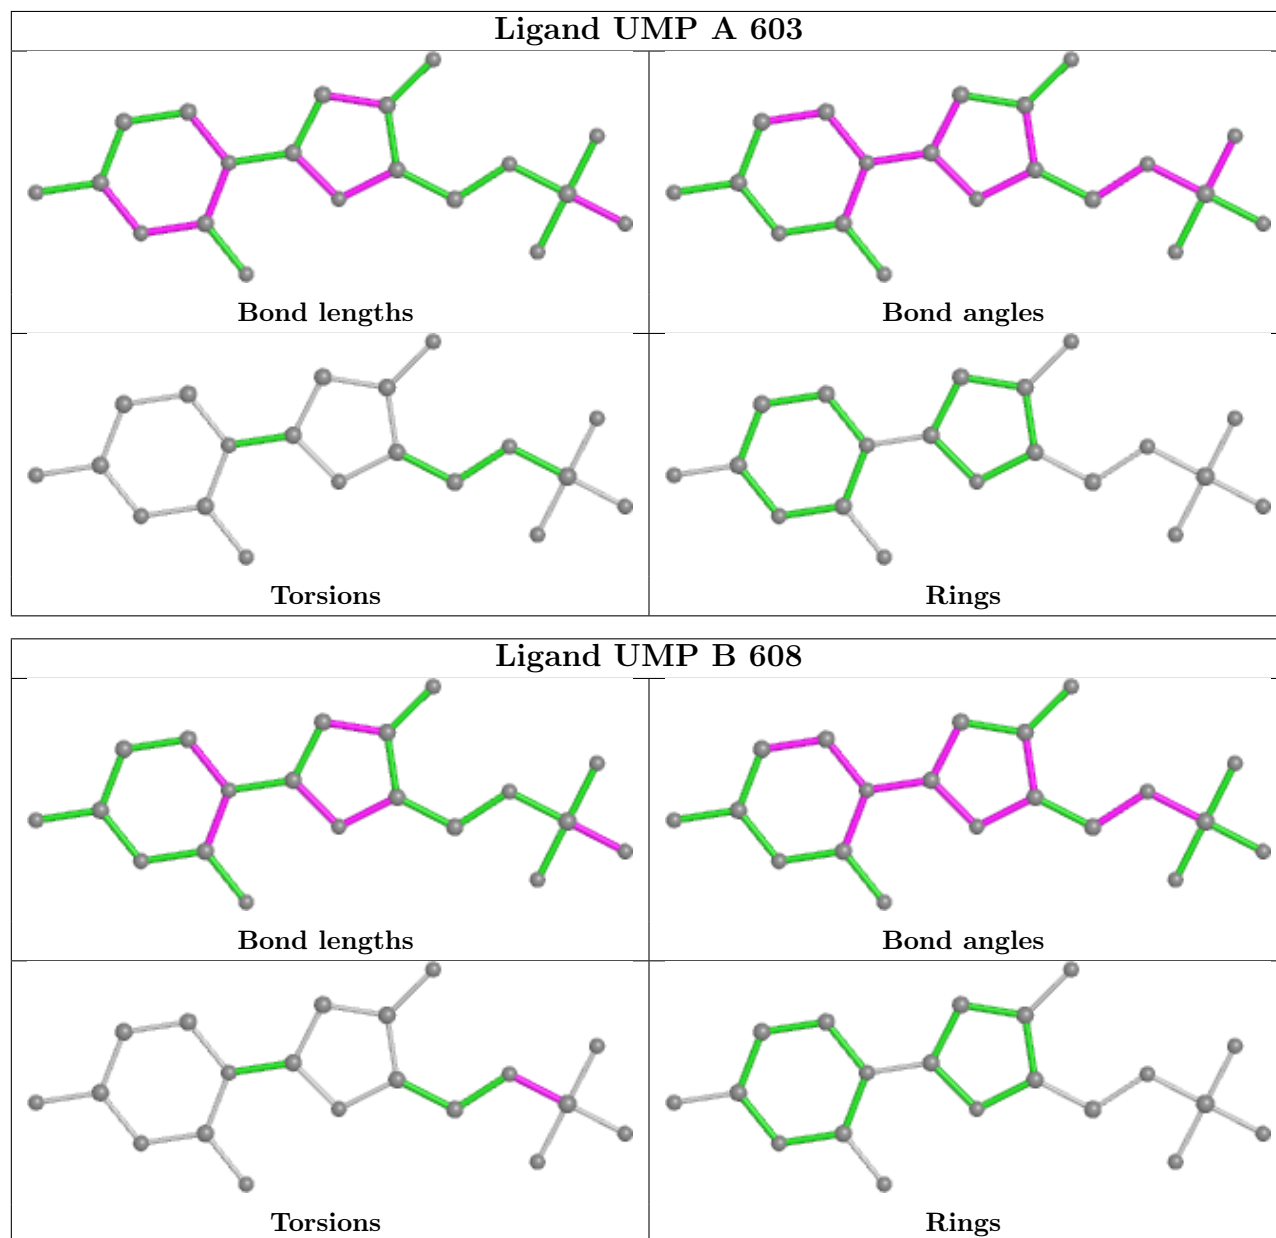 Ligand UMP A 603
Bond lengths
Bond angles
Torsions
Rings
Ligand UMP B 608
Bond lengths
Bond angles
Torsions
Rings